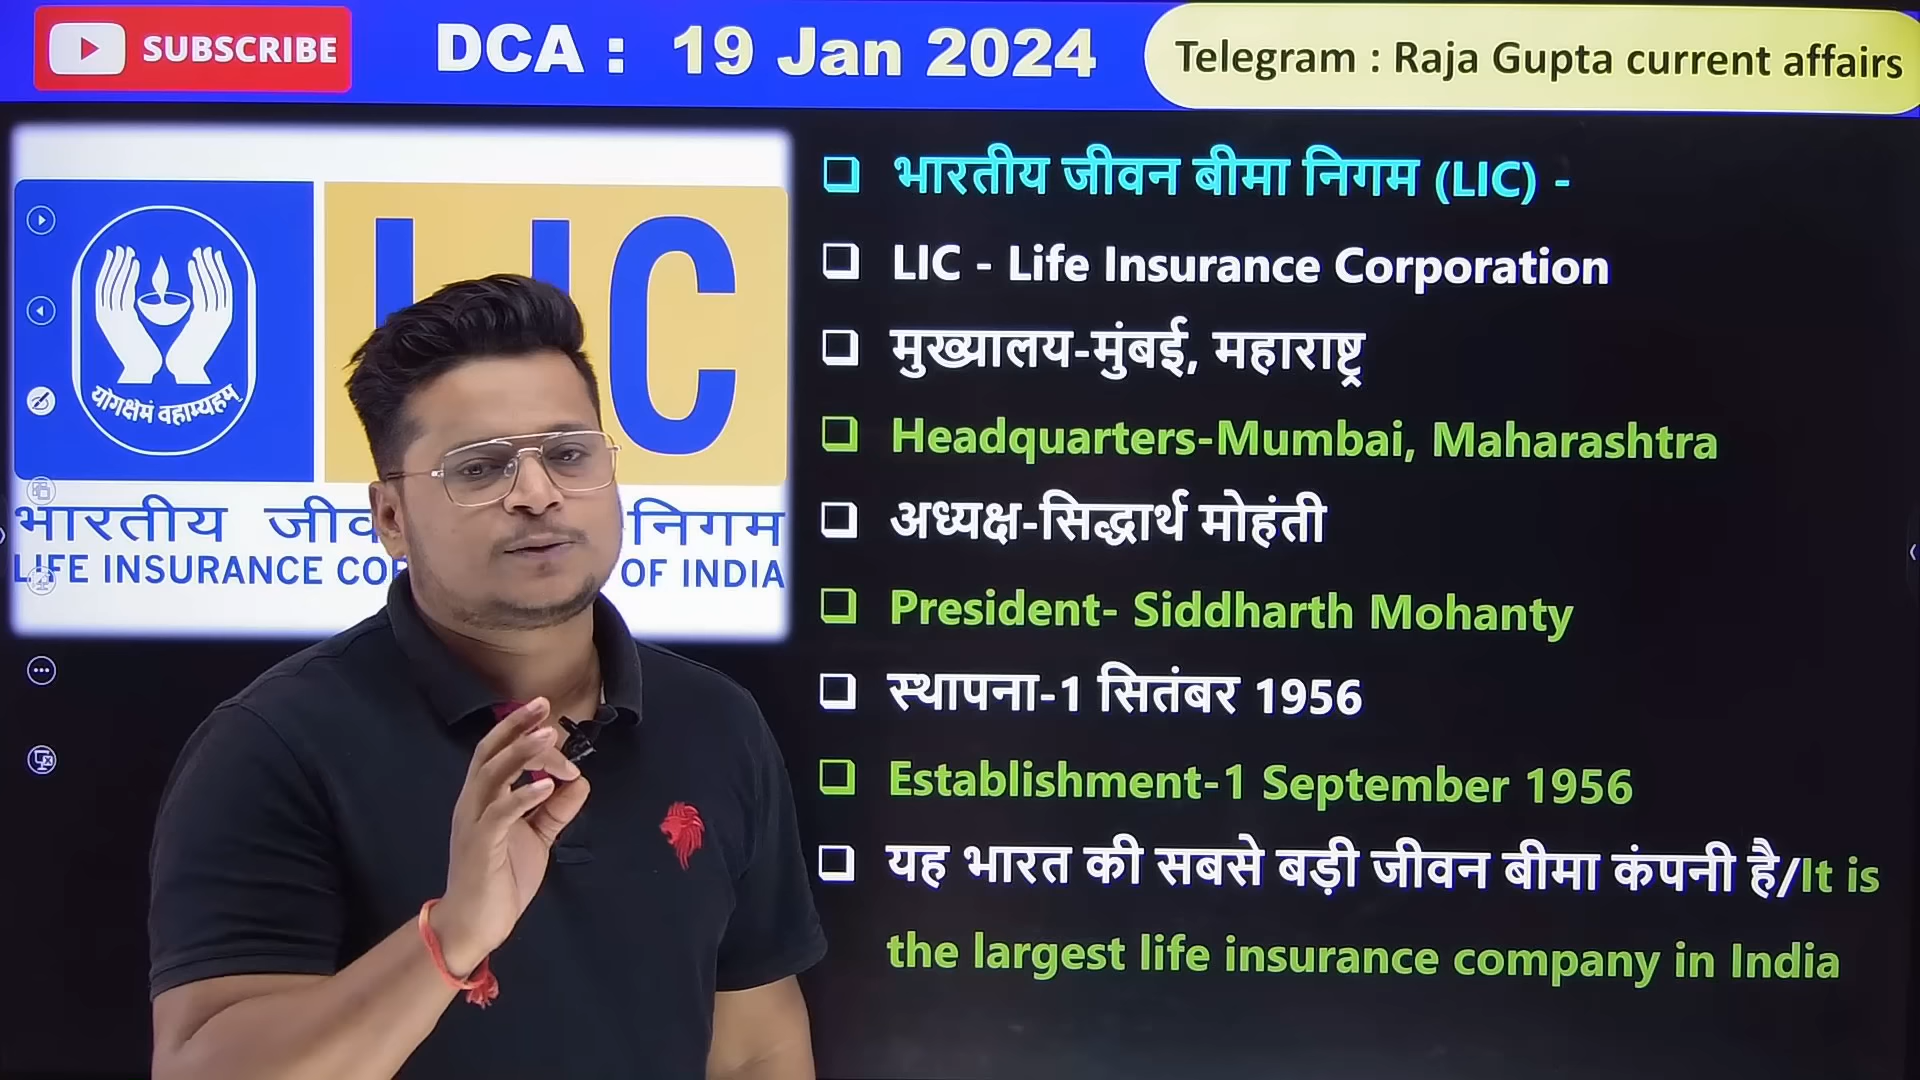 SUBSCRIBE
DCA : 19 Jan 2024
Telegram : Raja Gupta current affairs
योगक्षेमं वहाम्यहम्
LIC
भारतीय जीव निगम
LIFE INSURANCE COR OF INDIA
भारतीय जीवन बीमा निगम (LIC) -
LIC - Life Insurance Corporation
मुख्यालय-मुंबई, महाराष्ट्र
Headquarters-Mumbai, Maharashtra
अध्यक्ष-सिद्धार्थ मोहंती
President- Siddharth Mohanty
स्थापना-1 सितंबर 1956
Establishment-1 September 1956
यह भारत की सबसे बड़ी जीवन बीमा कंपनी है/It is
the largest life insurance company in India